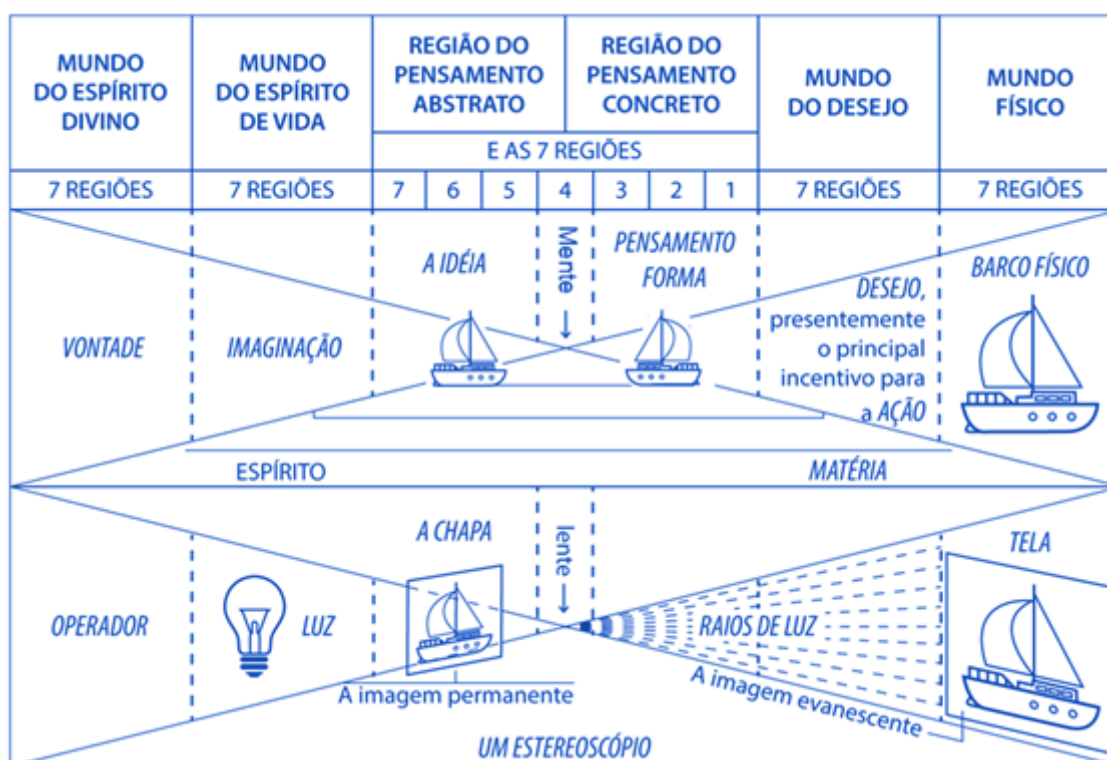 MUNDO
DO ESPÍRITO
DIVINO
MUNDO
DO ESPÍRITO
DE VIDA
REGIÃO DO
PENSAMENTO
ABSTRATO
REGIÃO DO
PENSAMENTO
CONCRETO
MUNDO
DO DESEJO
MUNDO
FÍSICO
E AS 7 REGIÕES
7 REGIÕES
7 REGIÕES
7
6
5
4
3
2
1
7 REGIÕES
7 REGIÕES
VONTADE
IMAGINAÇÃO
A IDÉIA
Mente
PENSAMENTO
FORMA
DESEJO,
presentemente
o principal
incentivo para
a AÇÃO
BARCO FÍSICO
ESPÍRITO
MATÉRIA
OPERADOR
LUZ
A CHAPA
lente
RAIOS DE LUZ
TELA
A imagem permanente
A imagem evanescente
UM ESTEREOSCÓPIO